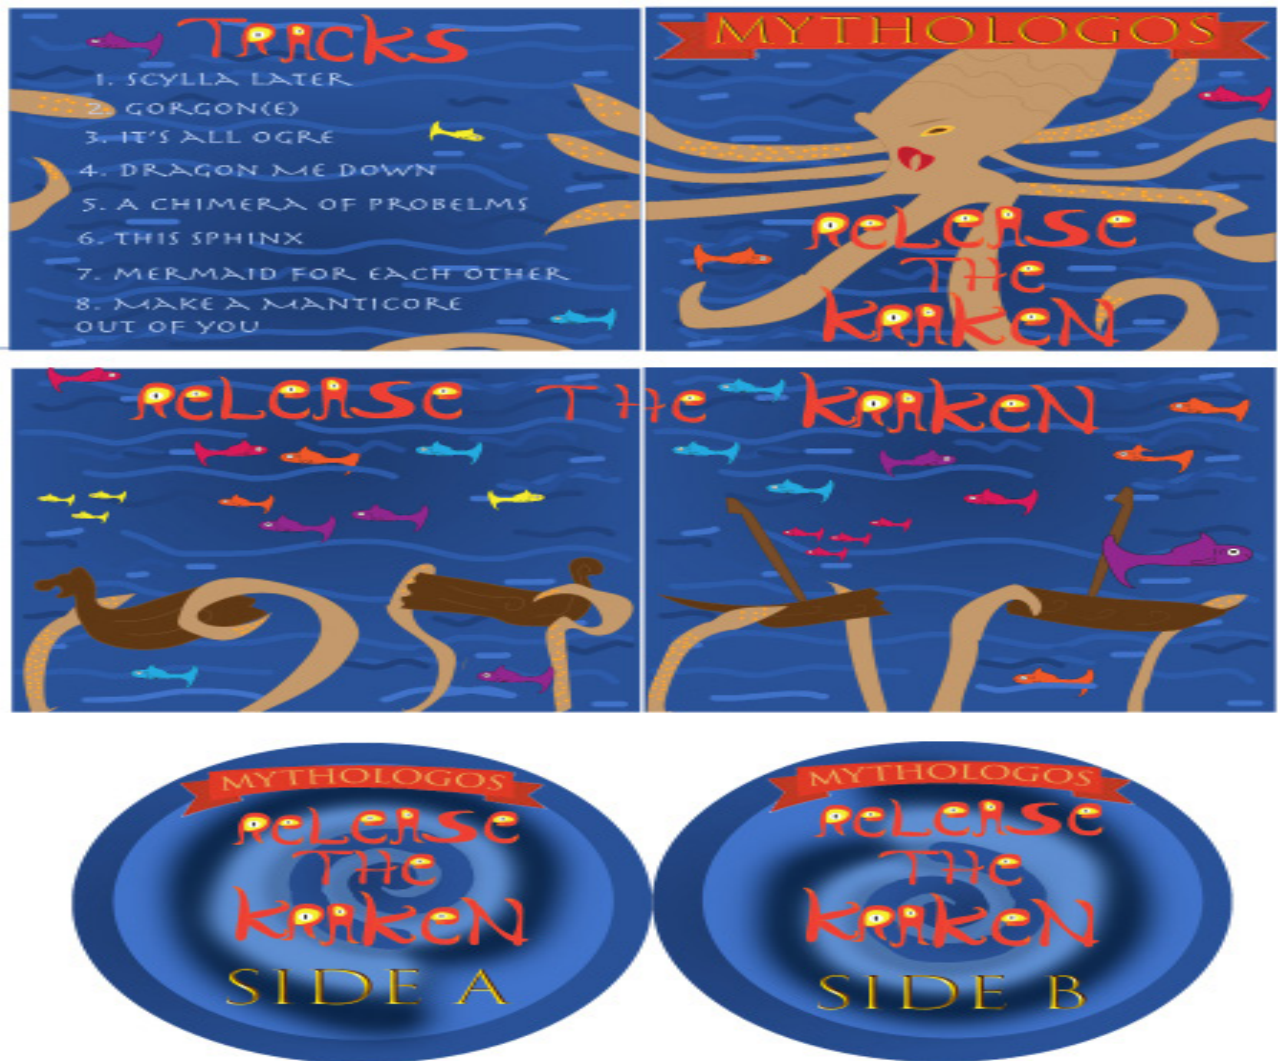 TRACKS
1. SCYLLA LATER
2. GORGON(E)
3. IT'S ALL OGRE
4. DRAGON ME DOWN
5. A CHIMERA OF PROBELMS
6. THIS SPHINX
7. MERMAID FOR EACH OTHER
8. MAKE A MANTICORE
OUT OF YOU
MYTHOLOGOS
ReLeASe
THe
KRAKeN
ReLeASe THe KRAKeN
MYTHOLOGOS
ReLeASe
THe
KRAKeN
SIDE A
MYTHOLOGOS
ReLeASe
THe
KRAKeN
SIDE B